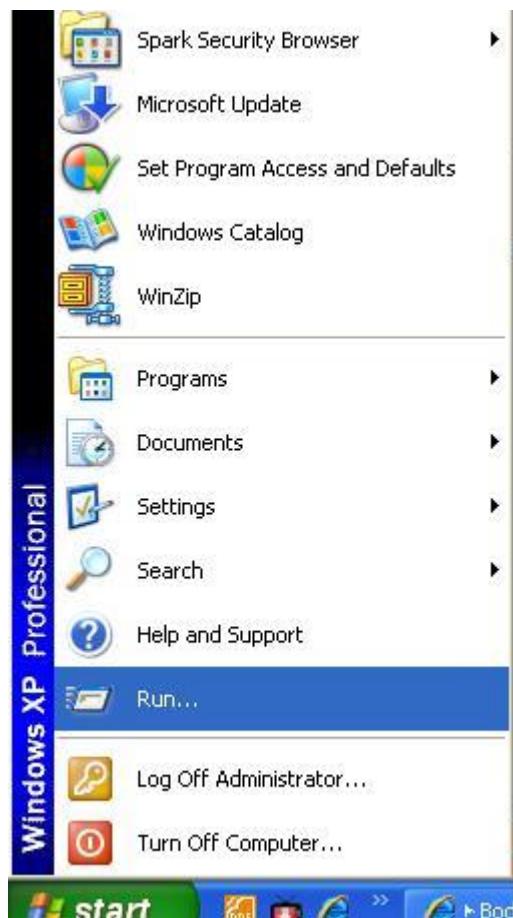 Spark Security Browser
Microsoft Update
Set Program Access and Defaults
Windows Catalog
WinZip
Programs
Documents
Settings
Search
Help and Support
Run...
Log Off Administrator...
Turn Off Computer...
Windows XP Professional
start